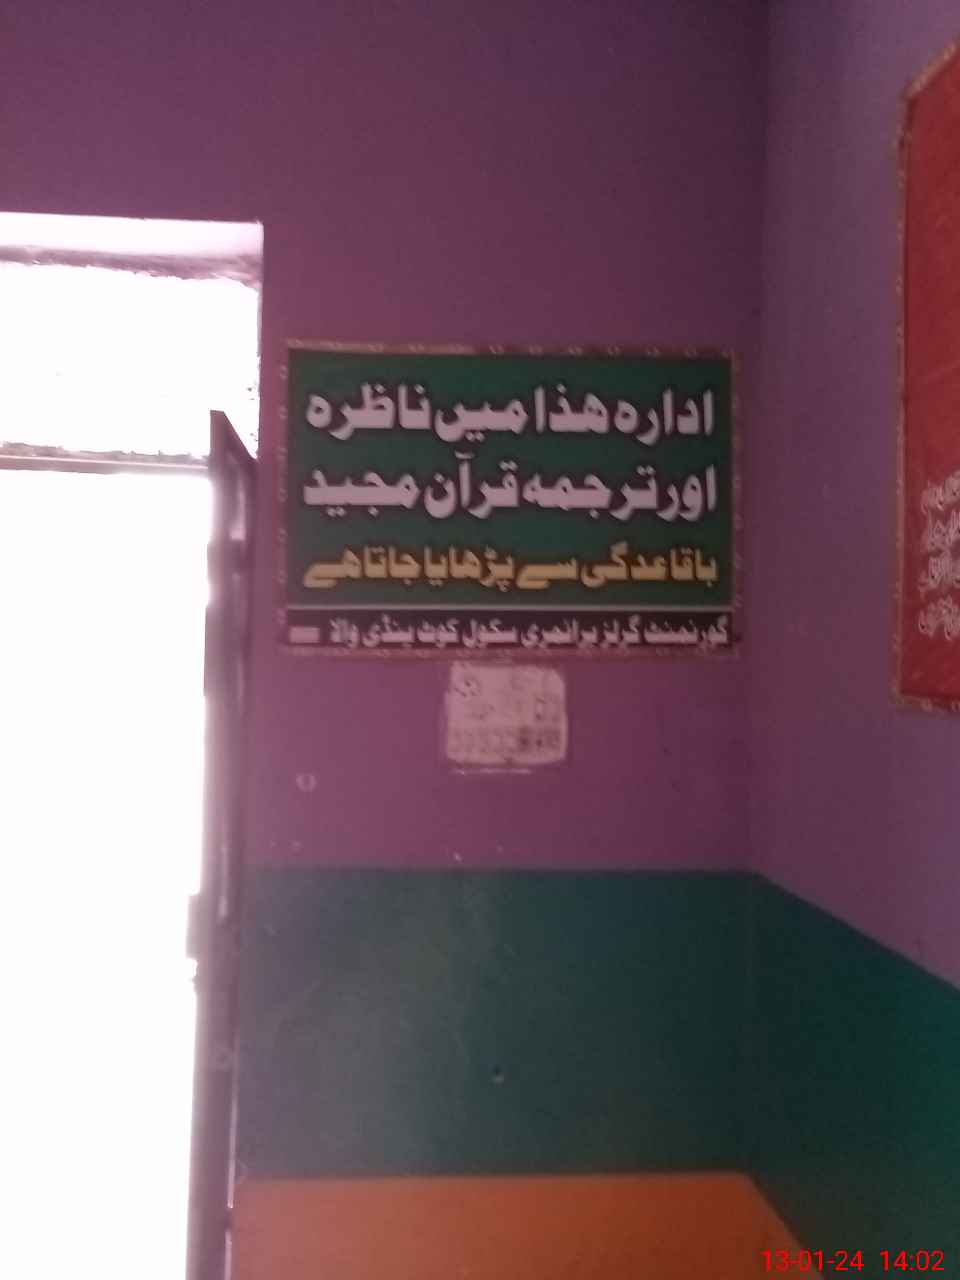 ادارہ ھذا میں ناظرہ
اور ترجمہ قرآن مجید
باقاعدگی سے پڑھایا جاتا ھے
گورنمنٹ گرلز پرائمری سکول کوٹ پنڈی والا
13-01-24 14:02